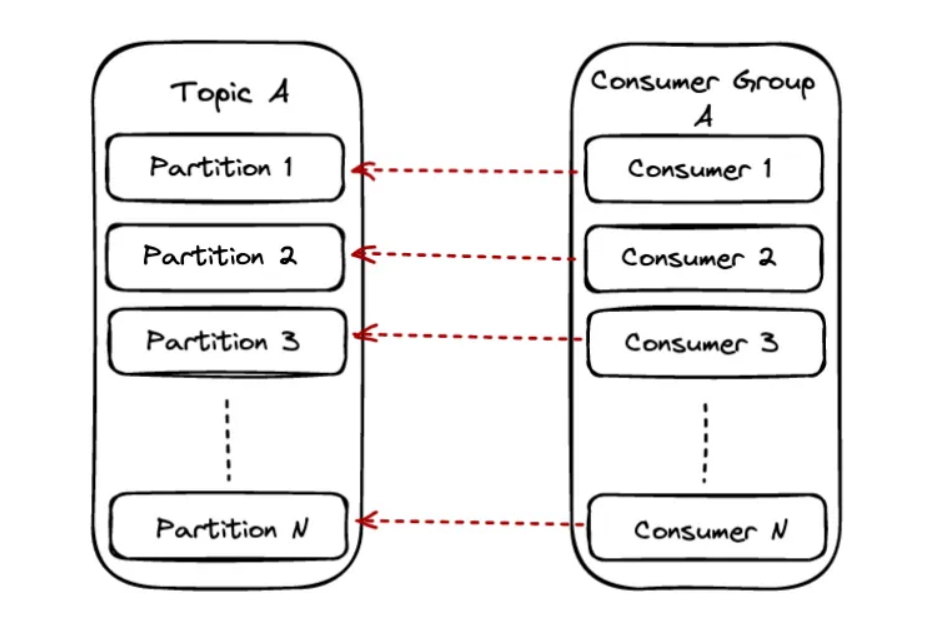 Topic A
Partition 1
Partition 2
Partition 3
Partition N
Consumer Group
A
Consumer 1
Consumer 2
Consumer 3
Consumer N